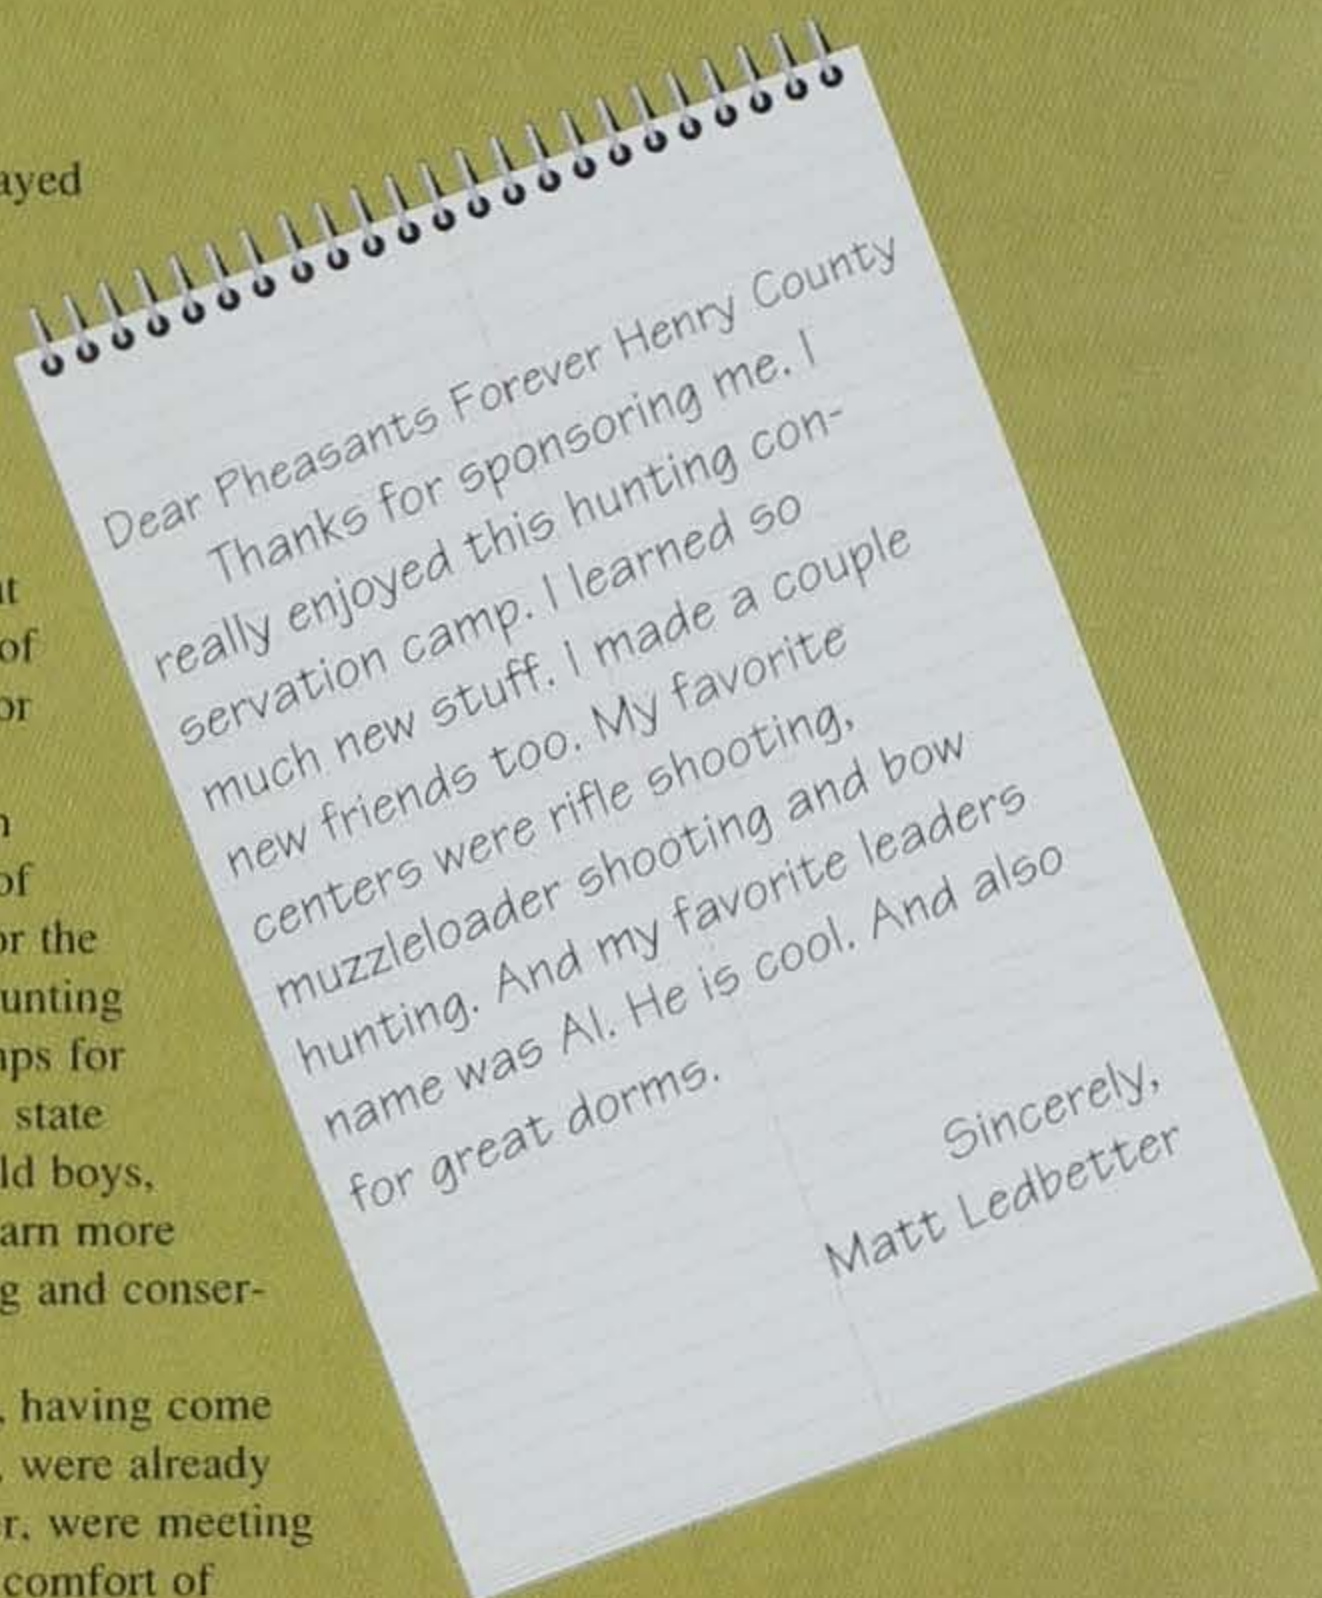 ayed
of
or
of
or the
unting
aps for
state
ld boys,
arn more
g and conser-
, having come
, were already
r, were meeting
comfort of
Dear Pheasants Forever Henry County
Thanks for sponsoring me. I
really enjoyed this hunting con-
servation camp. I learned so
much new stuff. I made a couple
new friends too. My favorite
centers were rifle shooting,
muzzleloader shooting and bow
hunting. And my favorite leaders
name was Al. He is cool. And also
for great dorms.
Sincerely,
Matt Ledbetter